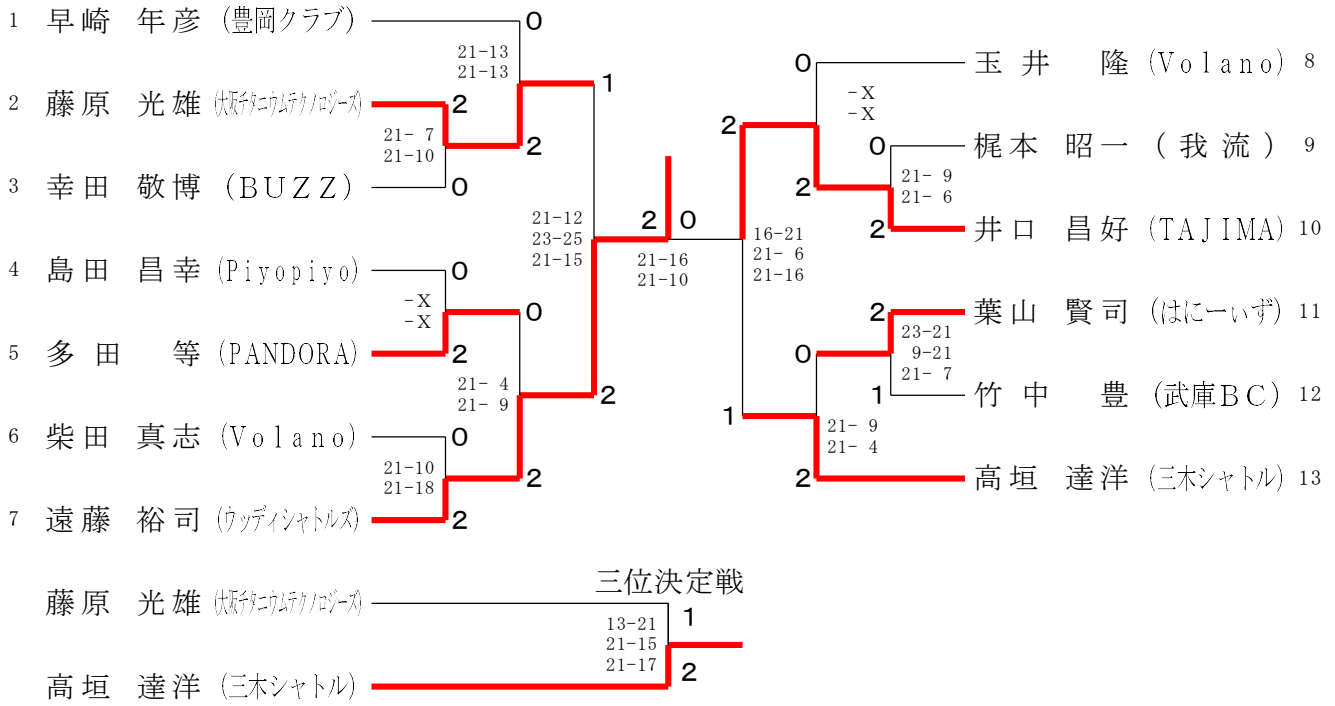 1 早崎 年彦 (豊岡クラブ) 0
21-13
21-13
1
2 藤原 光雄 (大阪チタニウムテクノロジーズ) 2
21- 7
21-10
2
3 幸田 敬博 (BUZZ) 0
21-12
23-25
21-15
2 0
21-16
21-10
4 島田 昌幸 (Piyopiyo) 0
-X
-X
0
5 多田 等 (PANDORA) 2
21- 4
21- 9
2
6 柴田 真志 (Volano) 0
21-10
21-18
2
7 遠藤 裕司 (ウッディシャトルズ) 2
0 玉井 隆 (Volano) 8
-X
-X
2
0 梶本 昭一 (我流) 9
21- 9
21- 6
2
2 井口 昌好 (TAJIMA) 10
16-21
21- 6
21-16
2 葉山 賢司 (はにーいず) 11
23-21
9-21
21- 7
0
1 竹中 豊 (武庫BC) 12
1
21- 9
21- 4
2 高垣 達洋 (三木シャトル) 13
三位決定戦
藤原 光雄 (大阪チタニウムテクノロジーズ) 1
13-21
21-15
21-17
高垣 達洋 (三木シャトル) 2